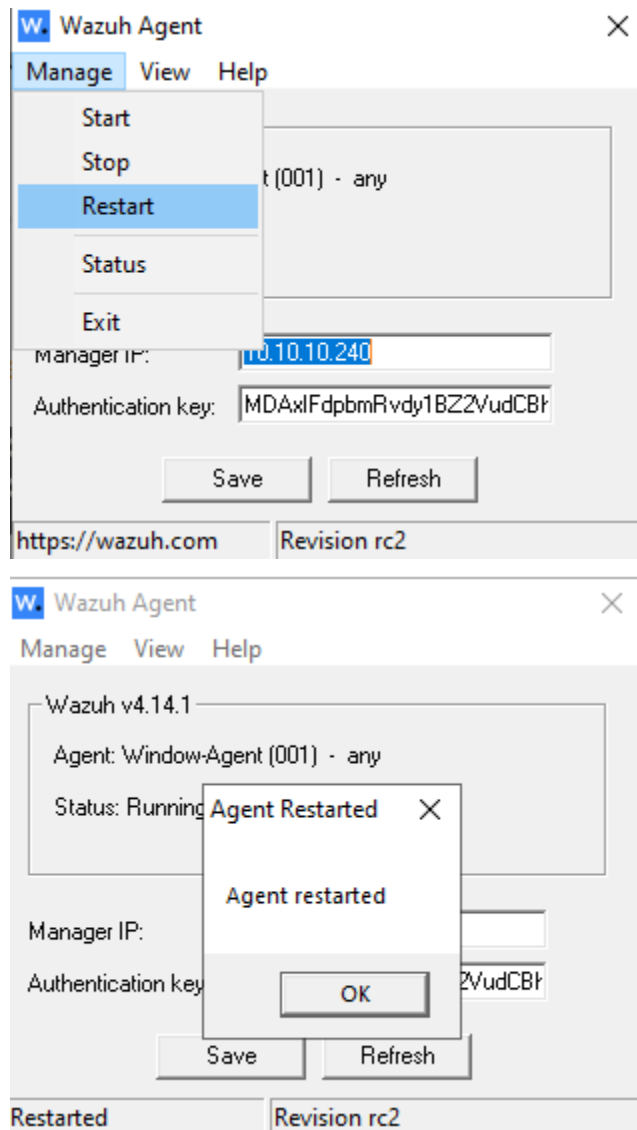 W. Wazuh Agent
Manage View Help
Start
Stop
t (001) - any
Restart
Status
Exit
Manager IP: 10.10.10.240
Authentication key: MDAxIFdpbmRvdy1BZ2VudCBh
Save Refresh
https://wazuh.com Revision rc2
W. Wazuh Agent
Manage View Help
Wazuh v4.14.1
Agent: Window-Agent (001) - any
Status: Running
Agent Restarted
Agent restarted
Manager IP:
Authentication key
2VudCBh
OK
Save Refresh
Restarted Revision rc2